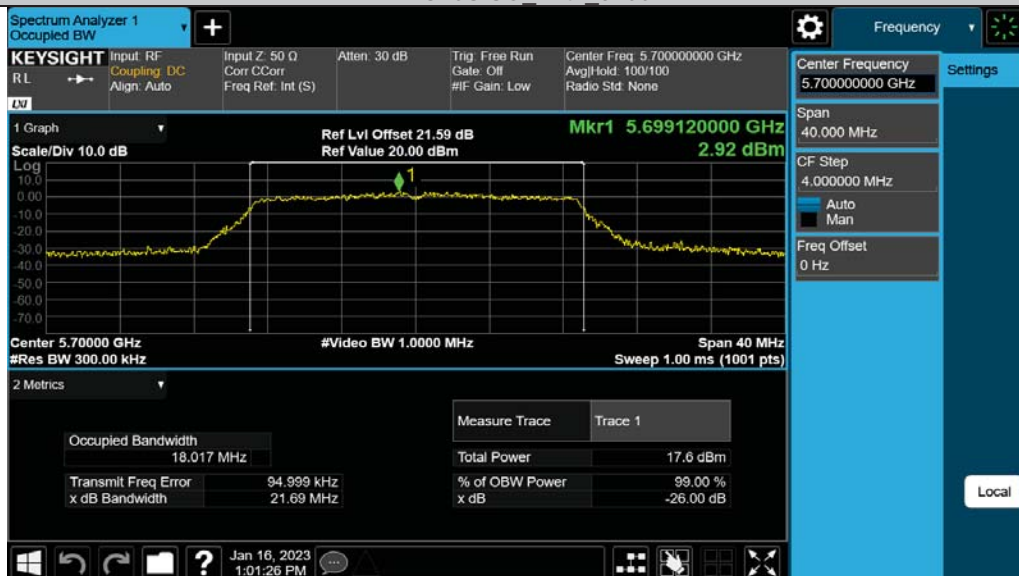 Spectrum Analyzer 1
Occupied BW
+
Frequency
KEYSIGHT
RL
LXI
Input: RF
Coupling: DC
Align: Auto
Input Z: 50 Ω
Corr CCorr
Freq Ref: Int (S)
Atten: 30 dB
Trig: Free Run
Gate: Off
#IF Gain: Low
Center Freq: 5.700000000 GHz
Avg|Hold: 100/100
Radio Std: None
Center Frequency
5.700000000 GHz
Settings
Span
40.000 MHz
CF Step
4.000000 MHz
Auto
Man
Freq Offset
0 Hz
Local
1 Graph
Scale/Div 10.0 dB
Ref Lvl Offset 21.59 dB
Ref Value 20.00 dBm
Mkr1 5.699120000 GHz
2.92 dBm
Log
10.0
0.00
-10.0
-20.0
-30.0
-40.0
-50.0
-60.0
-70.0
1
Center 5.70000 GHz
#Res BW 300.00 kHz
#Video BW 1.0000 MHz
Span 40 MHz
Sweep 1.00 ms (1001 pts)
2 Metrics
Measure Trace Trace 1
Occupied Bandwidth
18.017 MHz
Total Power 17.6 dBm
Transmit Freq Error 94.999 kHz
% of OBW Power 99.00 %
x dB Bandwidth 21.69 MHz
x dB -26.00 dB
?
Jan 16, 2023
1:01:26 PM